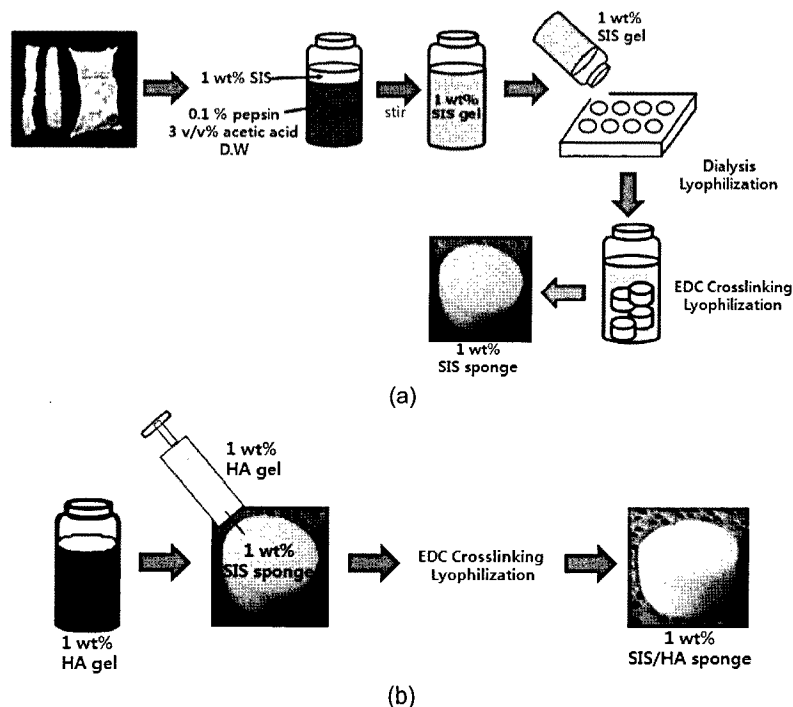 1 wt% SIS
0.1 % pepsin
3 v/v% acetic acid
D.W
stir
1 wt%
SIS gel
1 wt%
SIS gel
Dialysis
Lyophilization
EDC Crosslinking
Lyophilization
1 wt%
SIS sponge
(a)
1 wt%
HA gel
1 wt%
HA gel
1 wt%
SIS sponge
EDC Crosslinking
Lyophilization
1 wt%
SIS/HA sponge
(b)